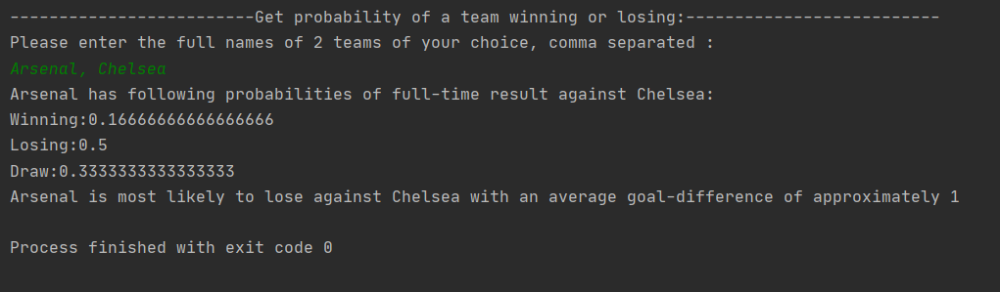 -------------------------Get probability of a team winning or losing:--------------------------
Please enter the full names of 2 teams of your choice, comma separated :
Arsenal, Chelsea
Arsenal has following probabilities of full-time result against Chelsea:
Winning:0.16666666666666666
Losing:0.5
Draw:0.3333333333333333
Arsenal is most likely to lose against Chelsea with an average goal-difference of approximately 1
Process finished with exit code 0